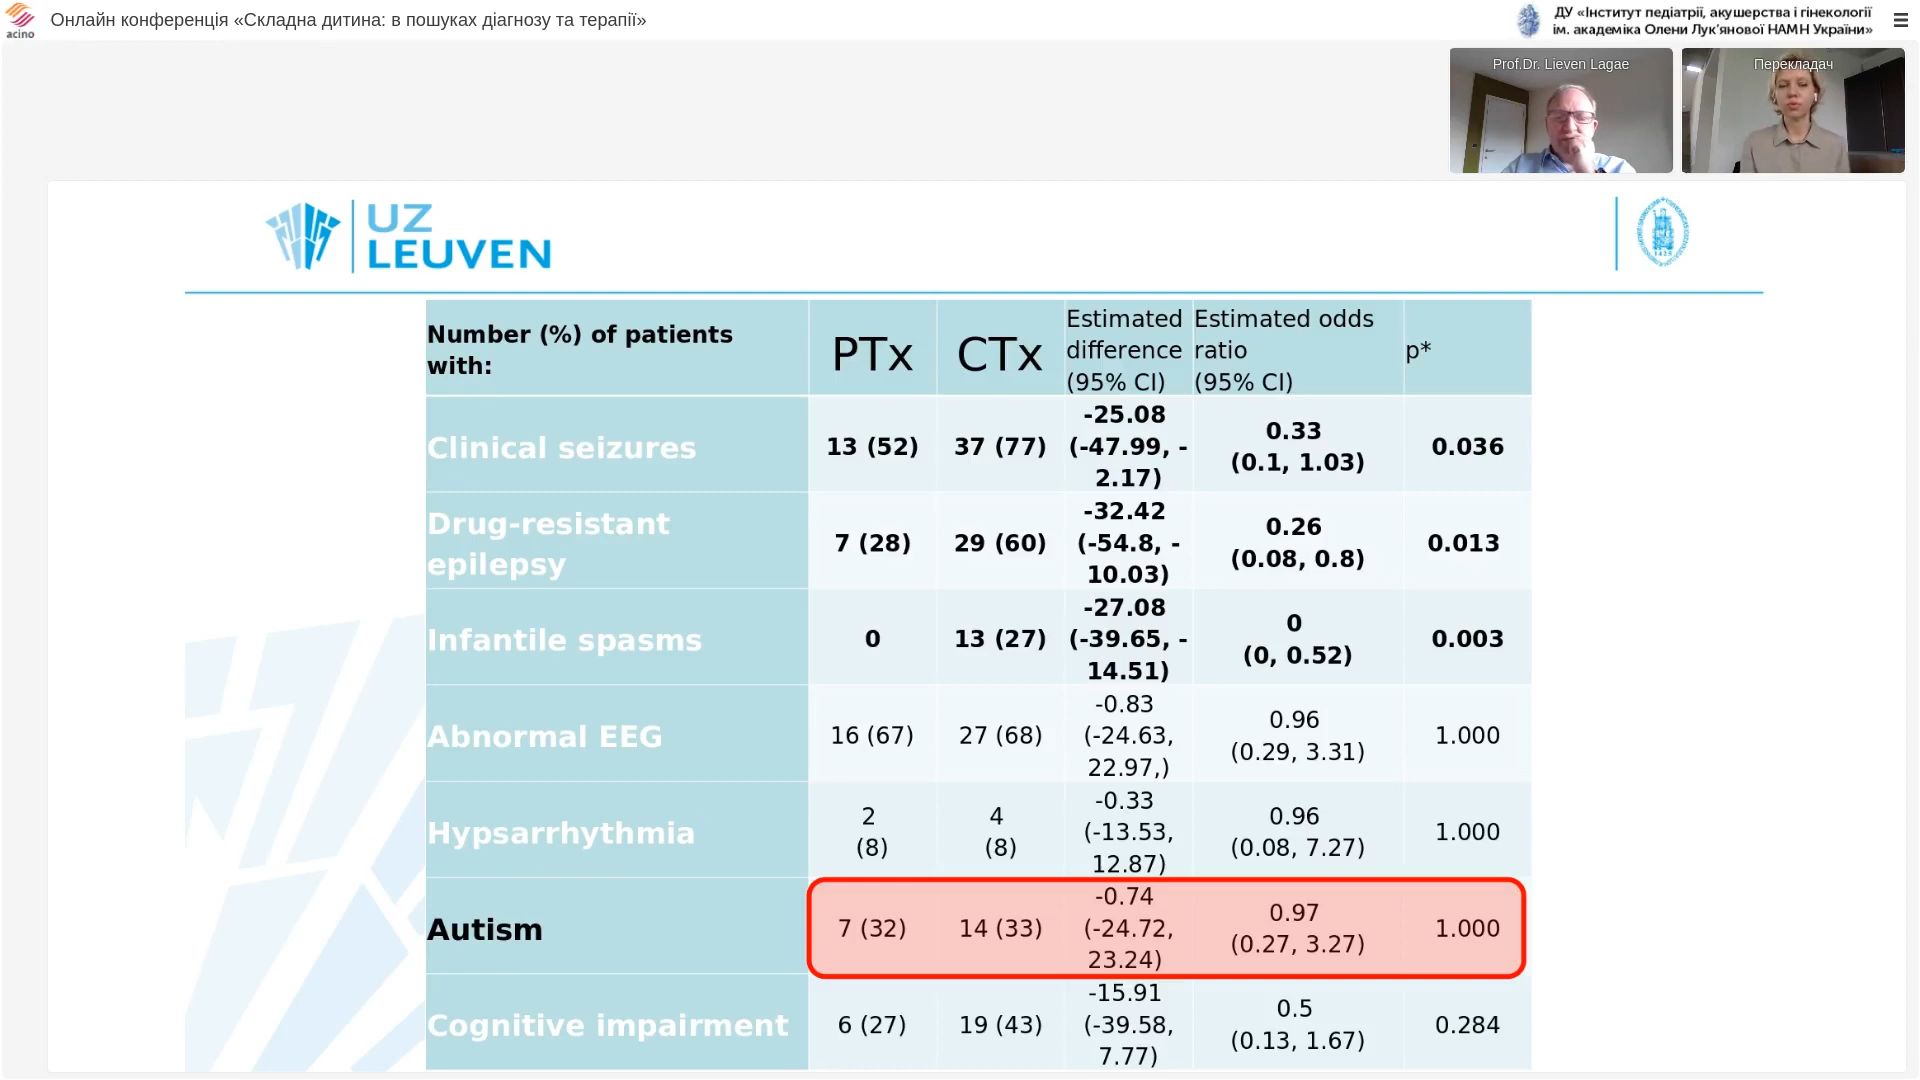 Онлайн конференція «Складна дитина: в пошуках діагнозу та терапії»
acino
ДУ «Інститут педіатрії, акушерства і гінекології
ім. академіка Олени Лук'янової НАМН України»
Prof.Dr. Lieven Lagae
Перекладач
UZ
LEUVEN
Number (%) of patients
with:
PTx
CTx
Estimated
difference
(95% CI)
Estimated odds
ratio
(95% CI)
p*
Clinical seizures
13 (52)
37 (77)
-25.08
(-47.99, -
2.17)
0.33
(0.1, 1.03)
0.036
Drug-resistant
epilepsy
7 (28)
29 (60)
-32.42
(-54.8, -
10.03)
0.26
(0.08, 0.8)
0.013
Infantile spasms
0
13 (27)
-27.08
(-39.65, -
14.51)
0
(0, 0.52)
0.003
Abnormal EEG
16 (67)
27 (68)
-0.83
(-24.63,
22.97,)
0.96
(0.29, 3.31)
1.000
Hypsarrhythmia
2
(8)
4
(8)
-0.33
(-13.53,
12.87)
0.96
(0.08, 7.27)
1.000
Autism
7 (32)
14 (33)
-0.74
(-24.72,
23.24)
0.97
(0.27, 3.27)
1.000
Cognitive impairment
6 (27)
19 (43)
-15.91
(-39.58,
7.77)
0.5
(0.13, 1.67)
0.284